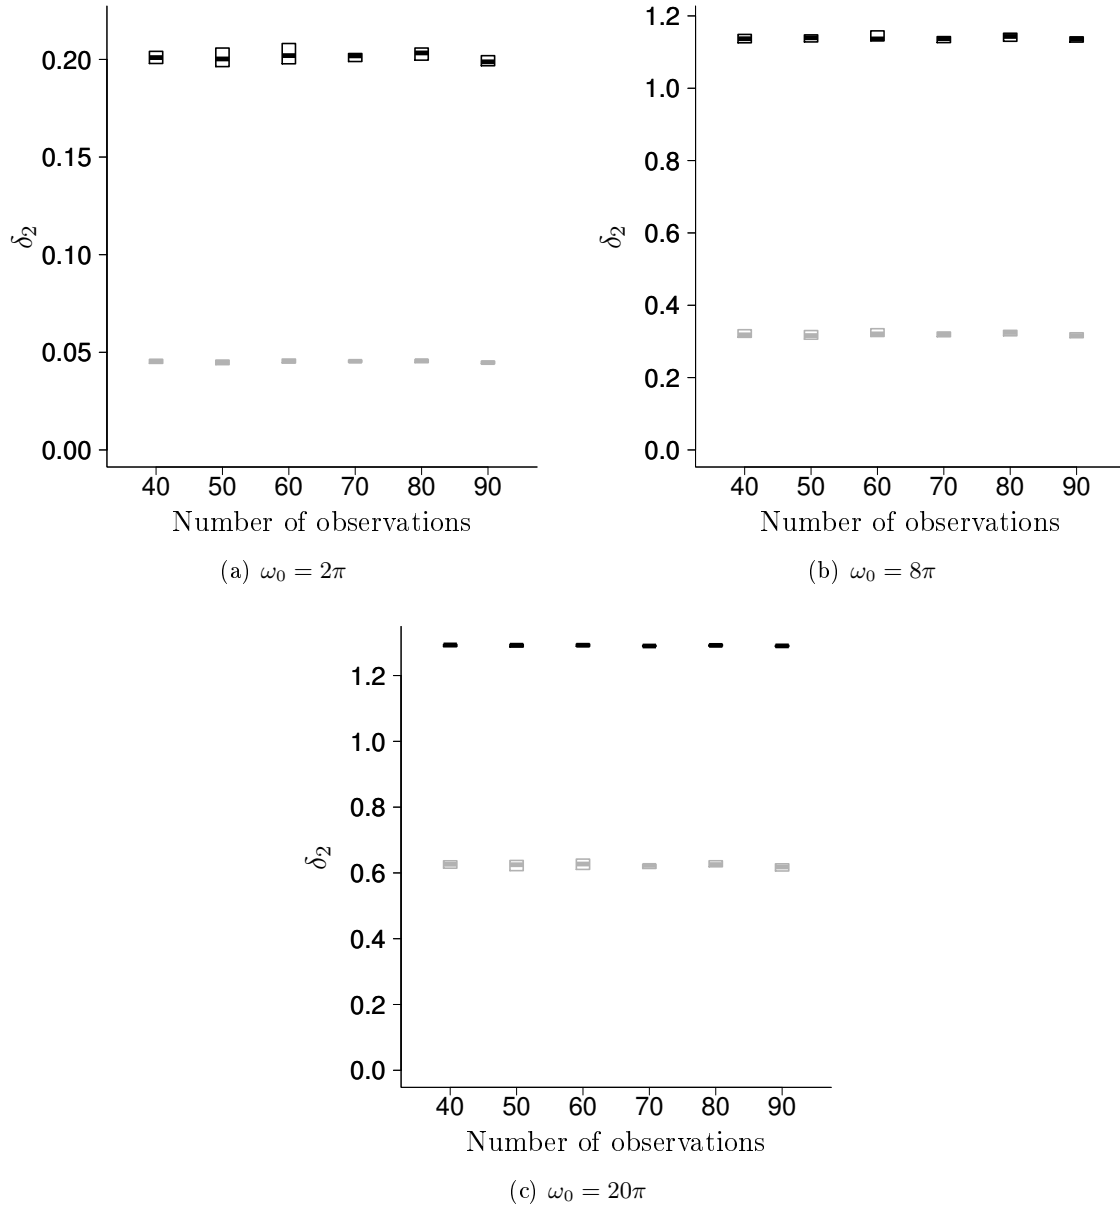 0.20
0.15
0.10
0.05
0.00
δ₂
40 50 60 70 80 90
Number of observations
(a) ω₀ = 2π
1.2
1.0
0.8
0.6
0.4
0.2
0.0
δ₂
40 50 60 70 80 90
Number of observations
(b) ω₀ = 8π
1.2
1.0
0.8
0.6
0.4
0.2
0.0
δ₂
40 50 60 70 80 90
Number of observations
(c) ω₀ = 20π